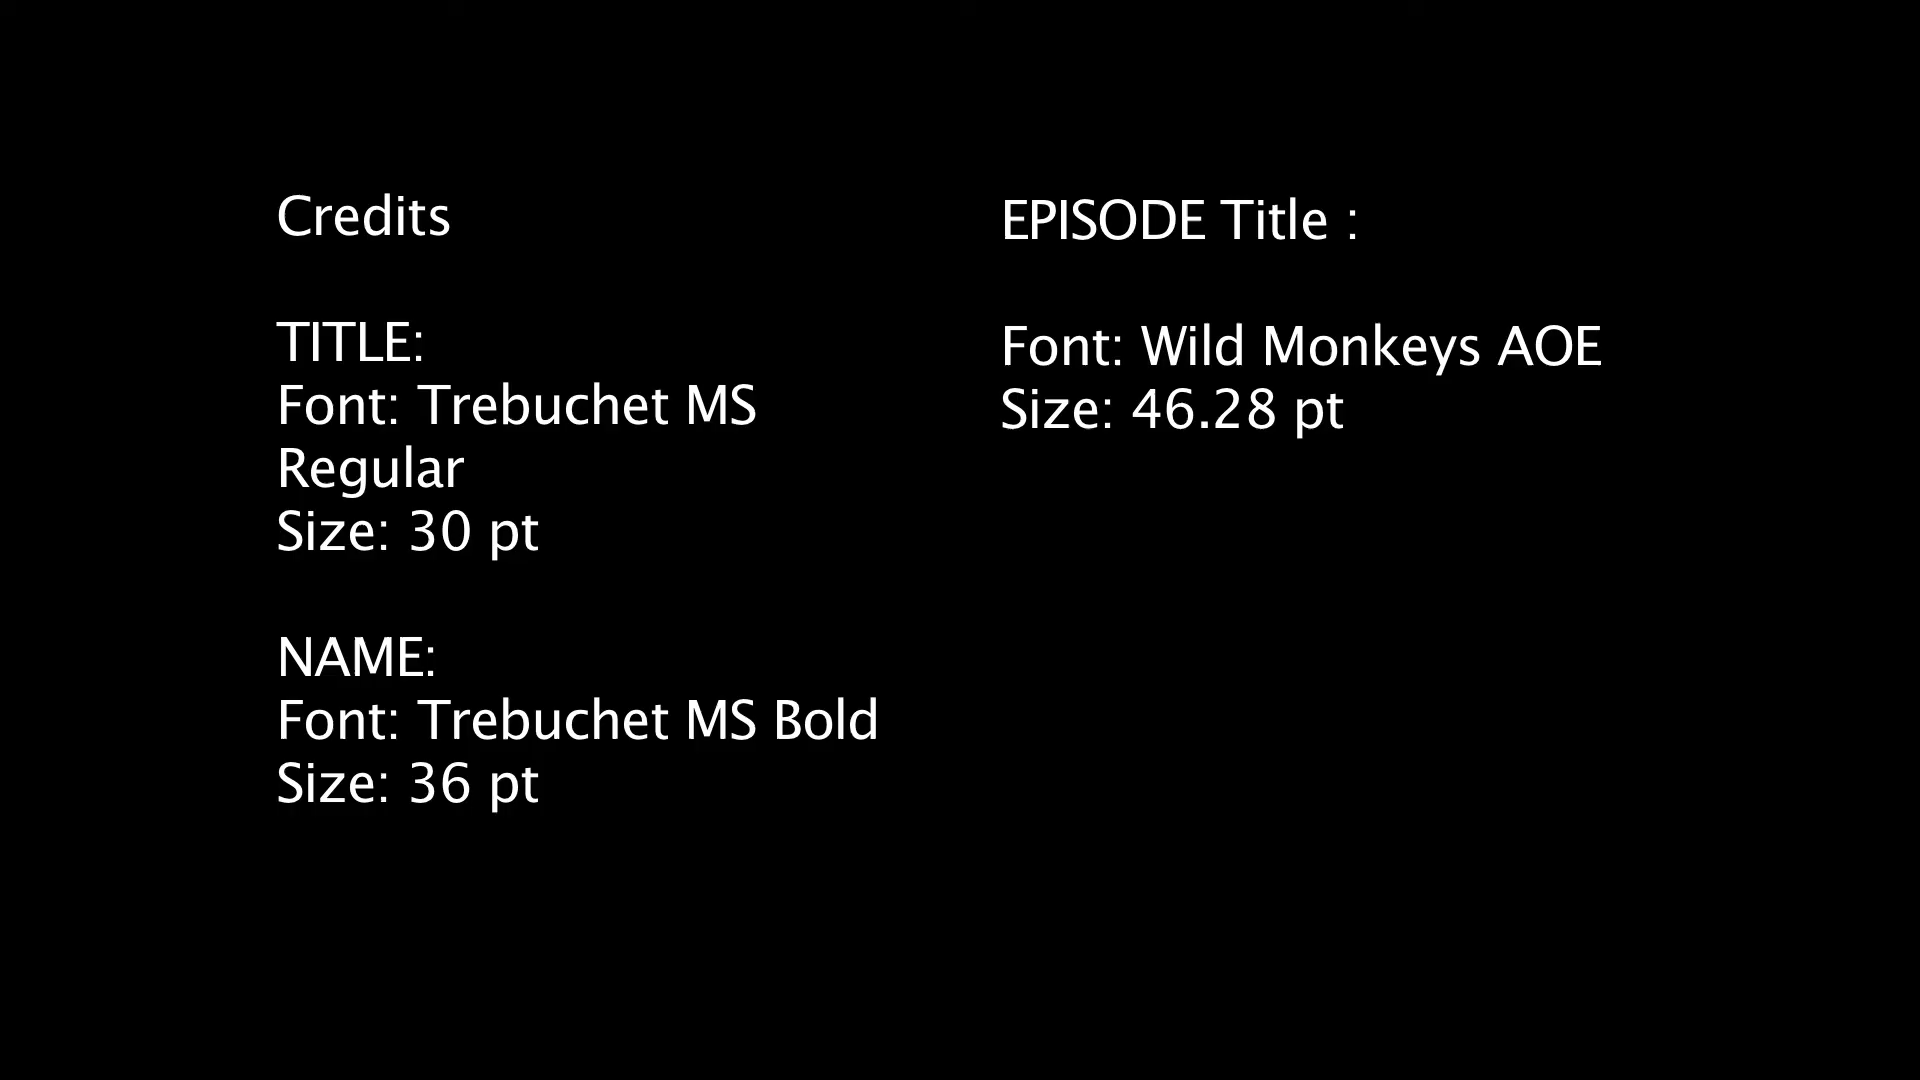 Credits
TITLE:
Font: Trebuchet MS
Regular
Size: 30 pt
NAME:
Font: Trebuchet MS Bold
Size: 36 pt
EPISODE Title :
Font: Wild Monkeys AOE
Size: 46.28 pt